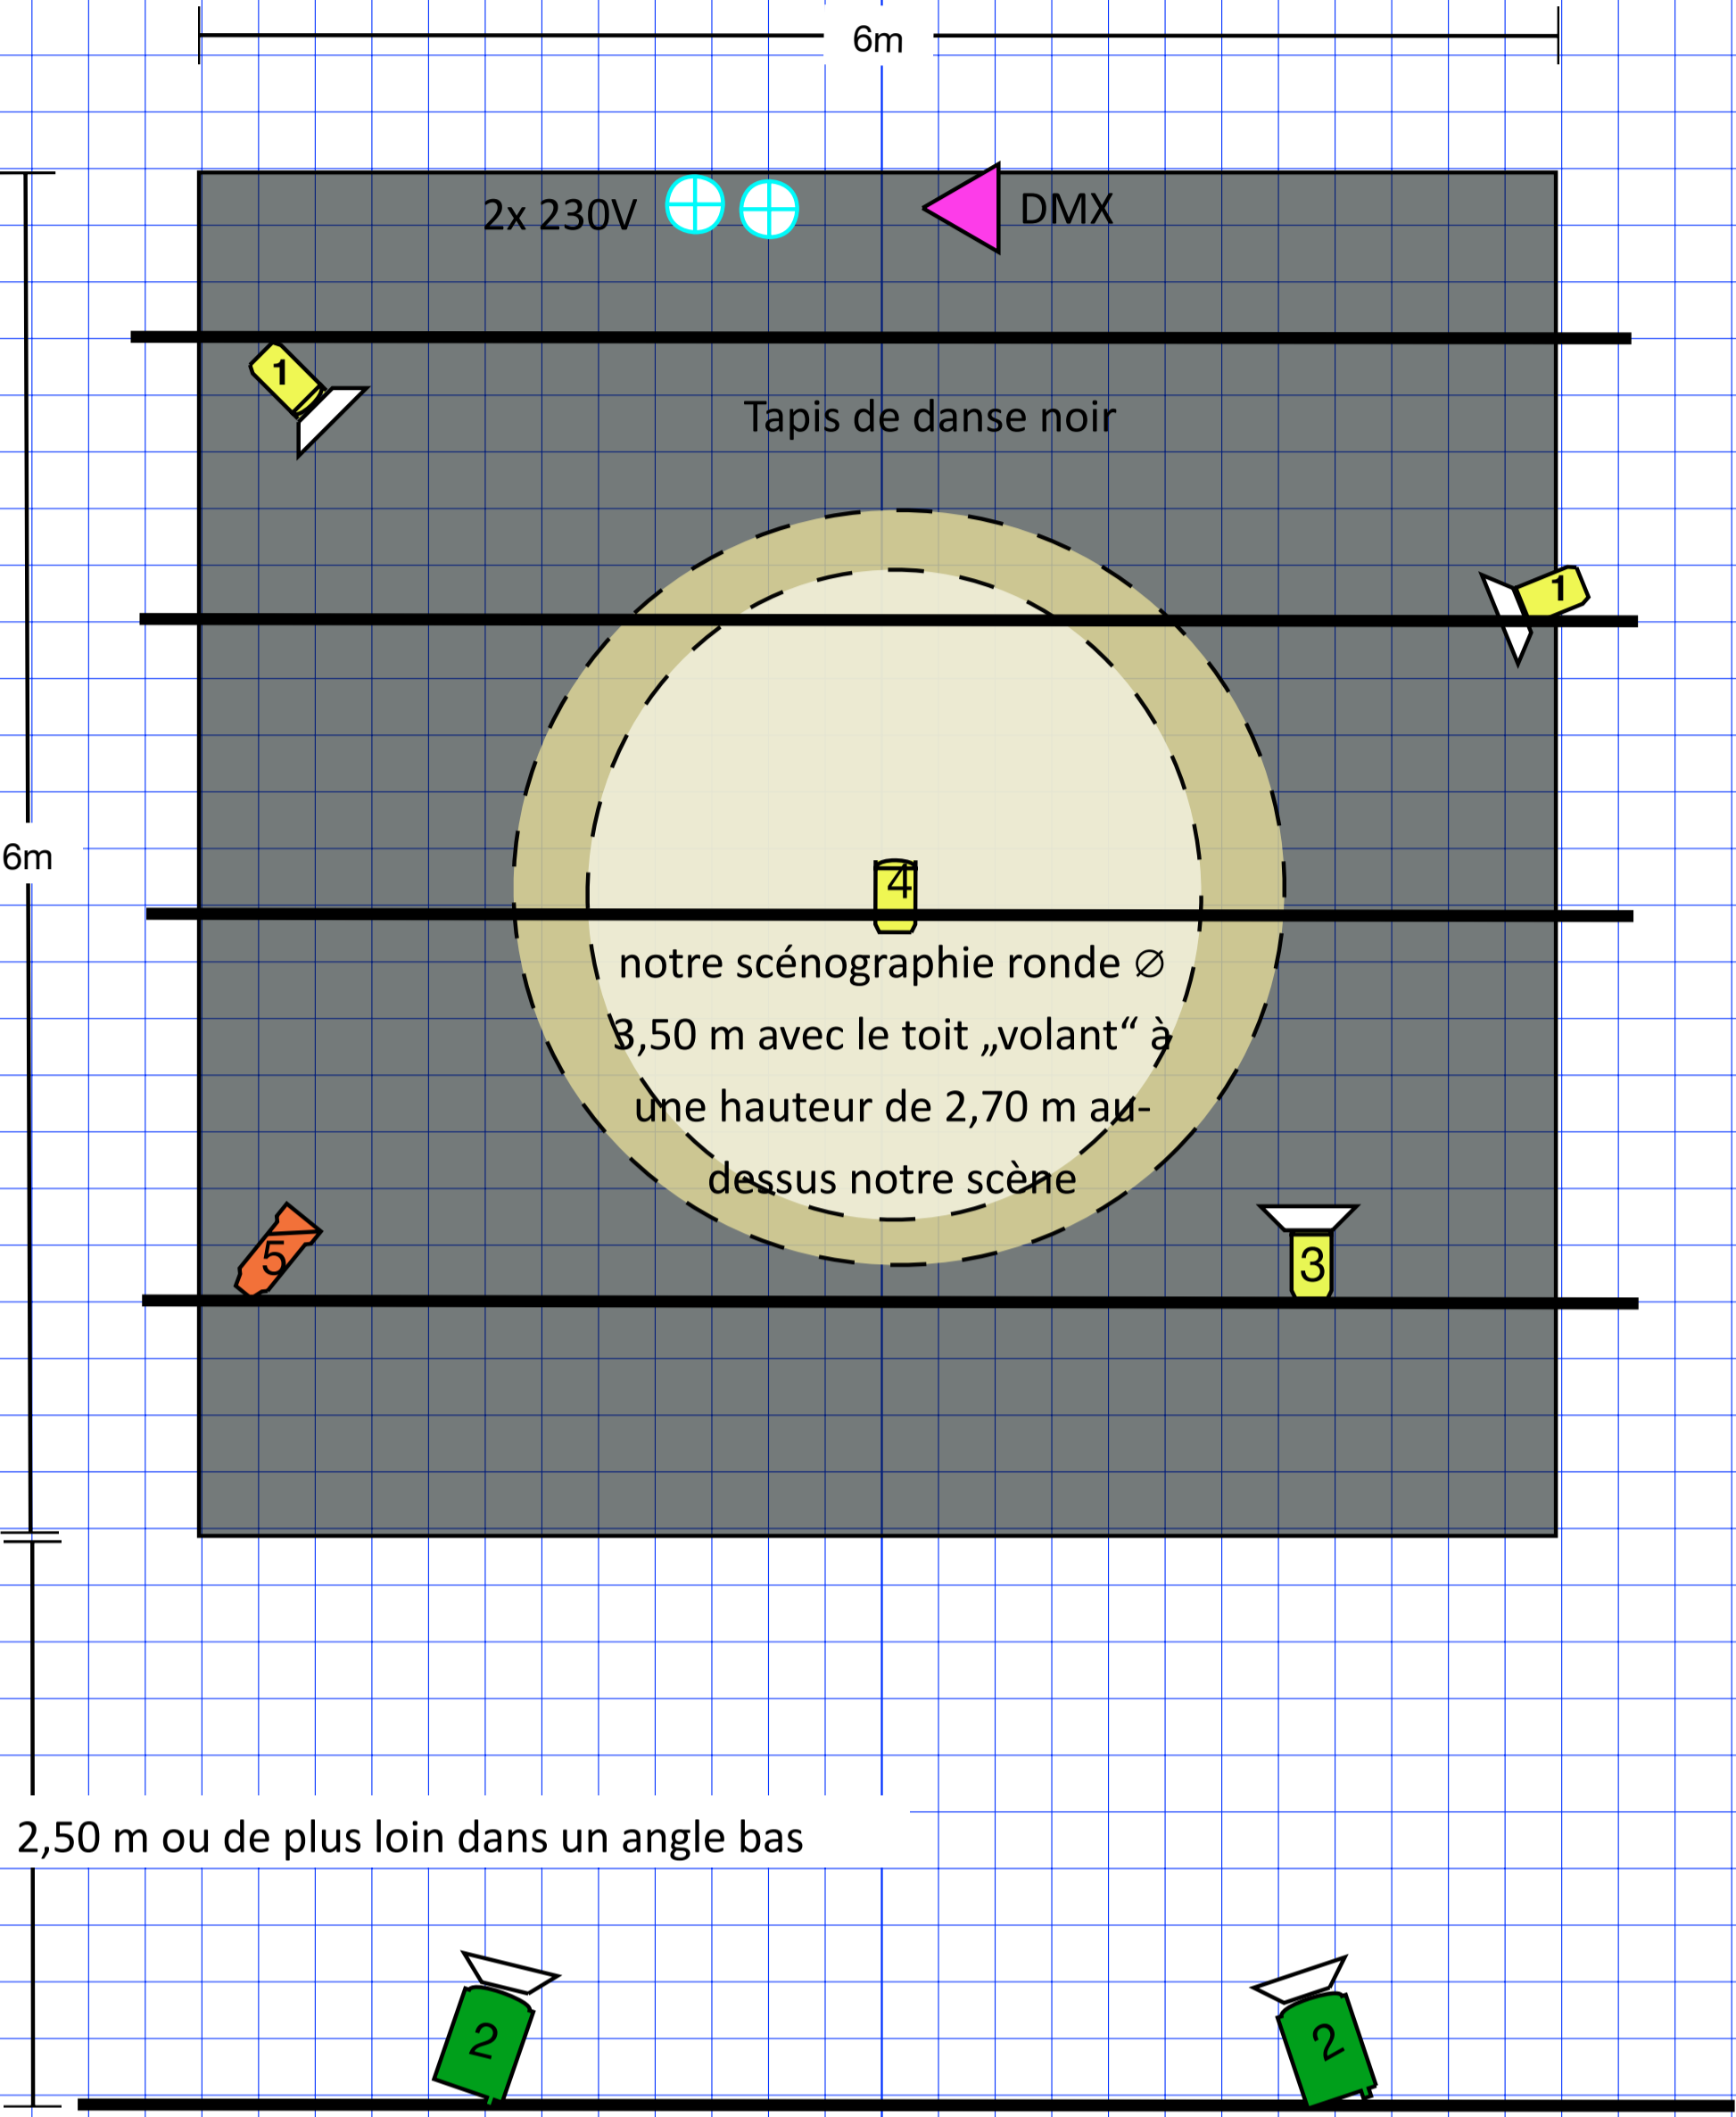 6m
2x 230V
DMX
1
Tapis de danse noir
1
6m
4
notre scénographie ronde ∅
3,50 m avec le toit „volant“ à
une hauteur de 2,70 m au-
dessus notre scène
5
3
2,50 m ou de plus loin dans un angle bas
2
2